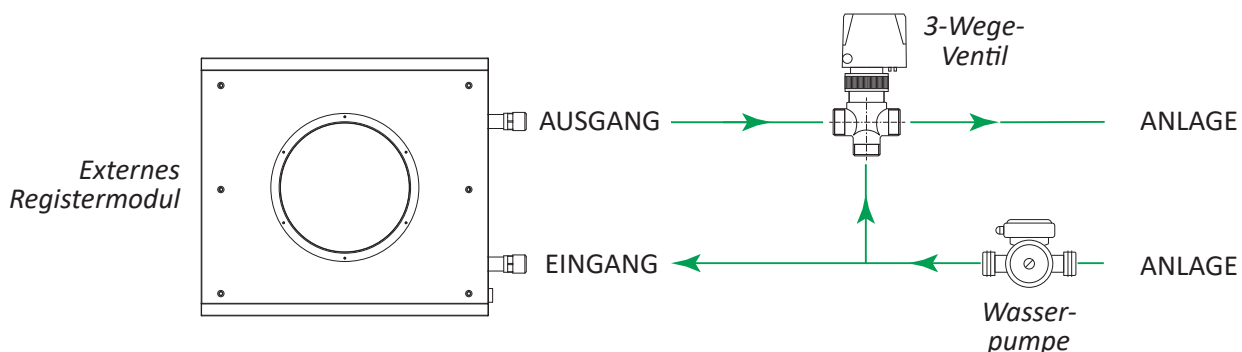 3-Wege-
Ventil
AUSGANG
ANLAGE
Externes
Registermodul
EINGANG
ANLAGE
Wasser-
pumpe